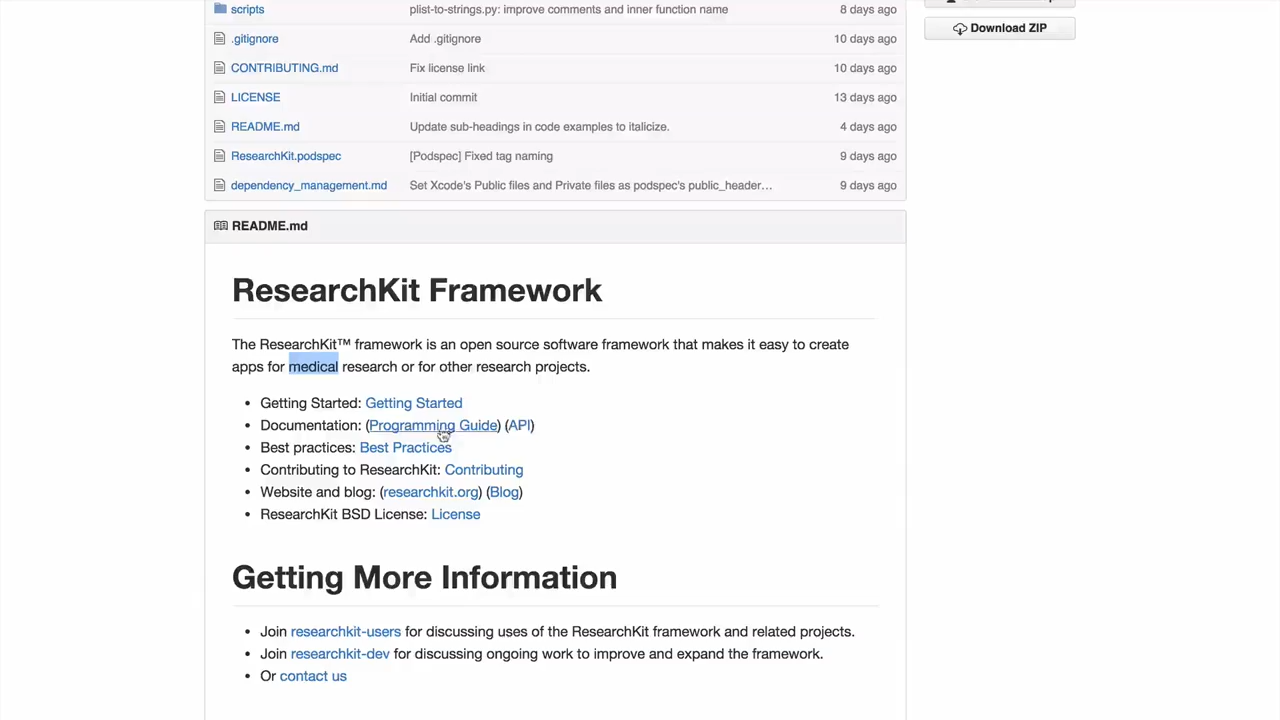 scripts plist-to-strings.py: improve comments and inner function name 8 days ago
Download ZIP
.gitignore Add .gitignore 10 days ago
CONTRIBUTING.md Fix license link 10 days ago
LICENSE Initial commit 13 days ago
README.md Update sub-headings in code examples to italicize. 4 days ago
ResearchKit.podspec [Podspec] Fixed tag naming 9 days ago
dependency_management.md Set Xcode's Public files and Private files as podspec's public_header… 9 days ago
README.md
ResearchKit Framework
The ResearchKit™ framework is an open source software framework that makes it easy to create
apps for medical research or for other research projects.
• Getting Started: Getting Started
• Documentation: (Programming Guide) (API)
• Best practices: Best Practices
• Contributing to ResearchKit: Contributing
• Website and blog: (researchkit.org) (Blog)
• ResearchKit BSD License: License
Getting More Information
• Join researchkit-users for discussing uses of the ResearchKit framework and related projects.
• Join researchkit-dev for discussing ongoing work to improve and expand the framework.
• Or contact us